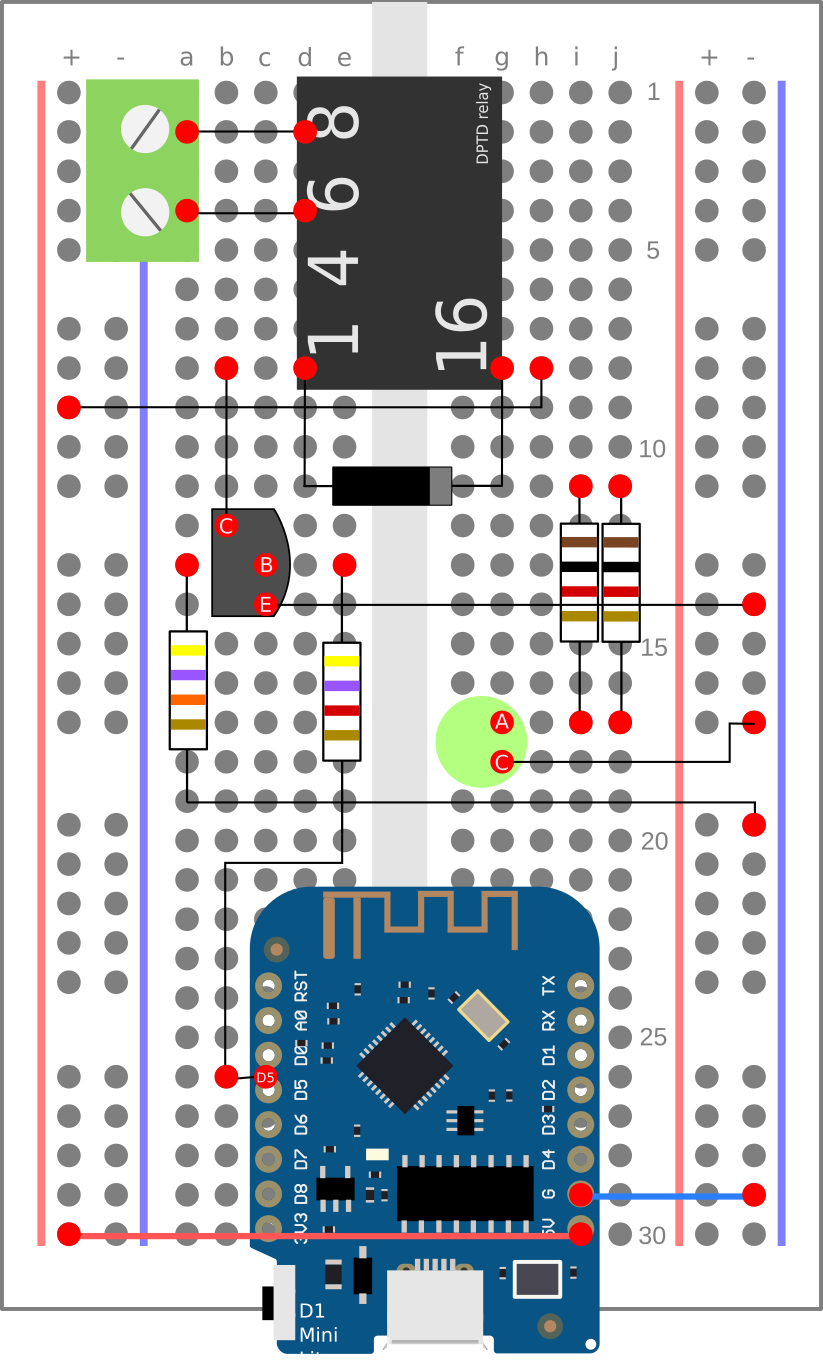 + - a b c d e f g h i j + -
1
DPTD relay
8
6
5
4
16
1
10
C
B
E
15
A
C
20
RST
TX
A0
RX
25
D0
D1
D5
D5
D2
D6
D3
D7
D4
D8
G
3V3
5V
30
D1
Mini